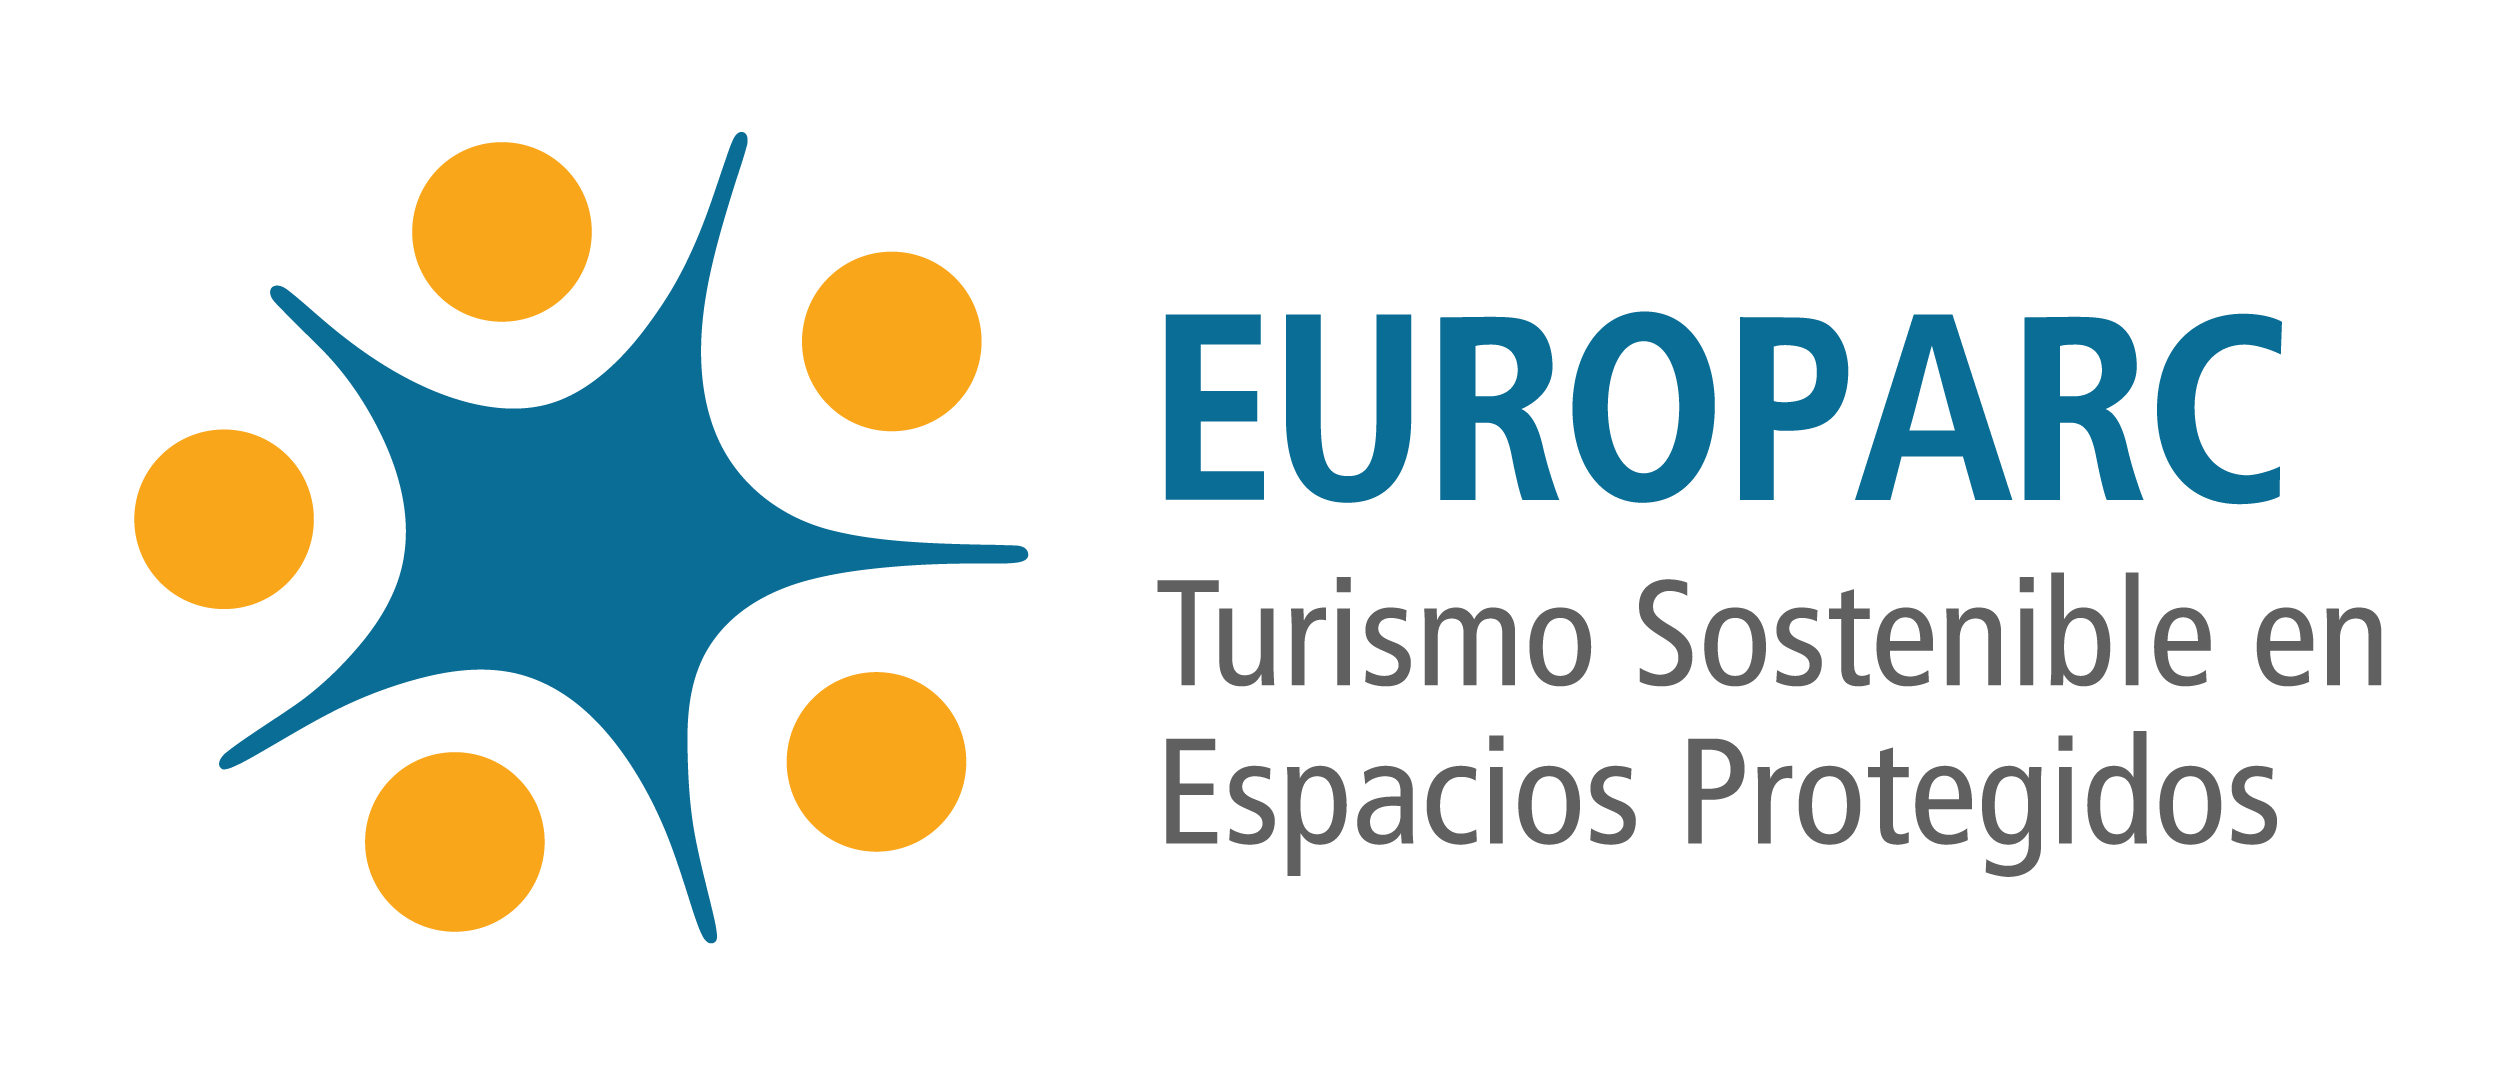 EUROPARC
Turismo Sostenible en
Espacios Protegidos